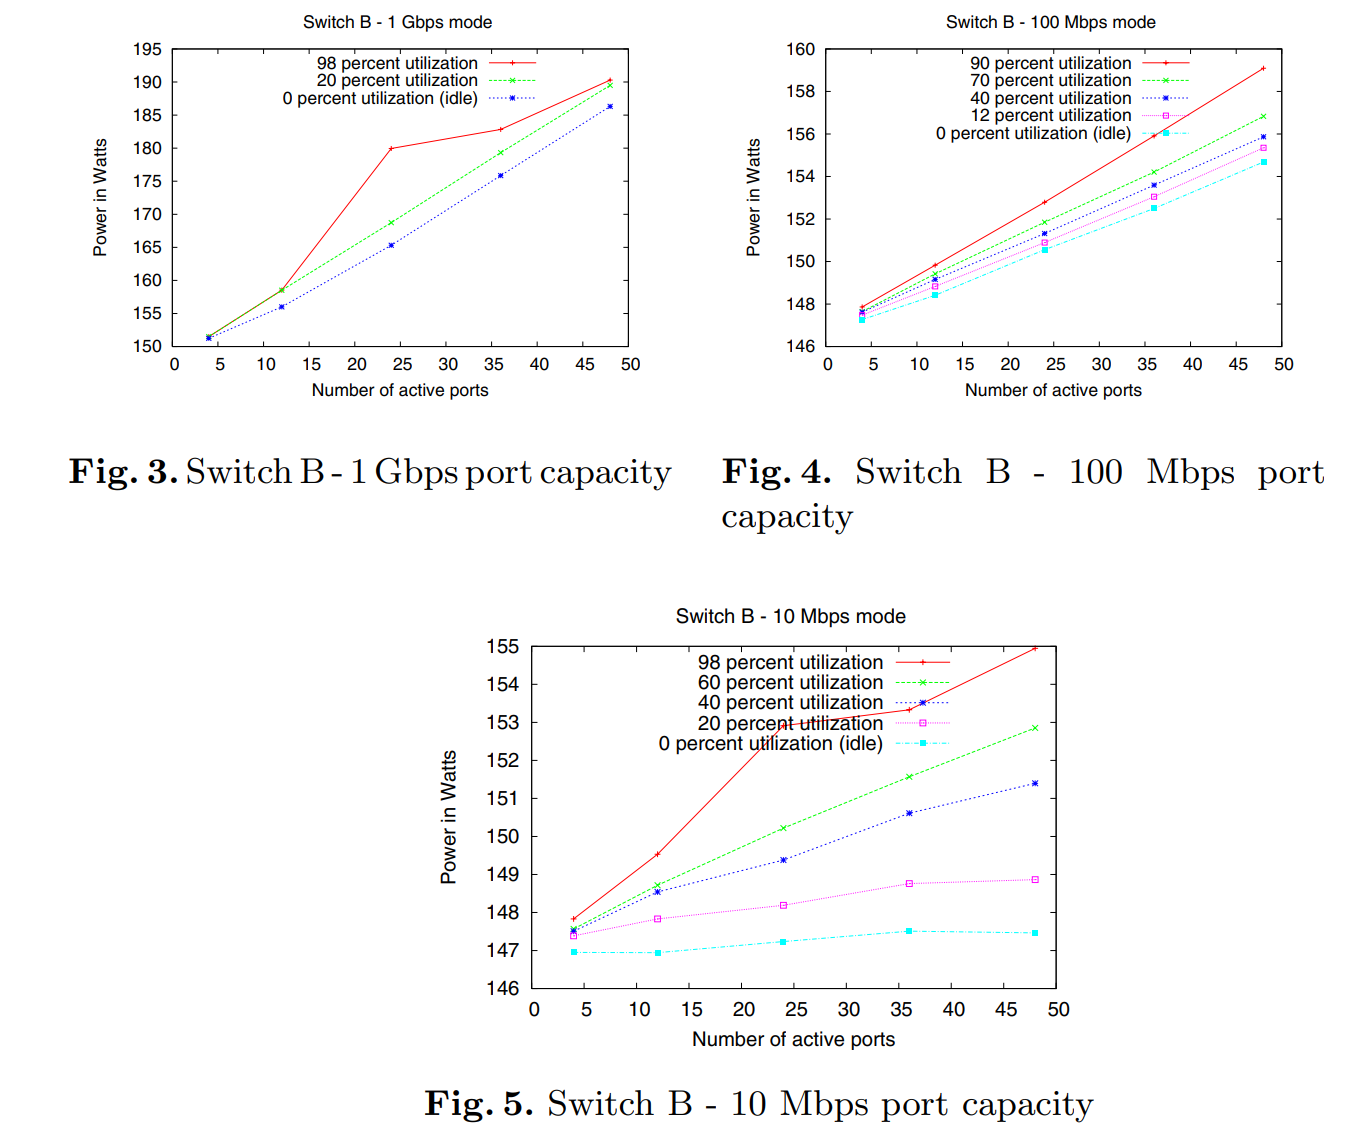 Switch B - 1 Gbps mode
195
190
185
180
175
170
165
160
155
150
98 percent utilization
20 percent utilization
0 percent utilization (idle)
Power in Watts
0 5 10 15 20 25 30 35 40 45 50
Number of active ports
Fig. 3. Switch B - 1 Gbps port capacity
Switch B - 100 Mbps mode
160
158
156
154
152
150
148
146
90 percent utilization
70 percent utilization
40 percent utilization
12 percent utilization
0 percent utilization (idle)
Power in Watts
0 5 10 15 20 25 30 35 40 45 50
Number of active ports
Fig. 4. Switch B - 100 Mbps port
capacity
Switch B - 10 Mbps mode
155
154
153
152
151
150
149
148
147
146
98 percent utilization
60 percent utilization
40 percent utilization
20 percent utilization
0 percent utilization (idle)
Power in Watts
0 5 10 15 20 25 30 35 40 45 50
Number of active ports
Fig. 5. Switch B - 10 Mbps port capacity